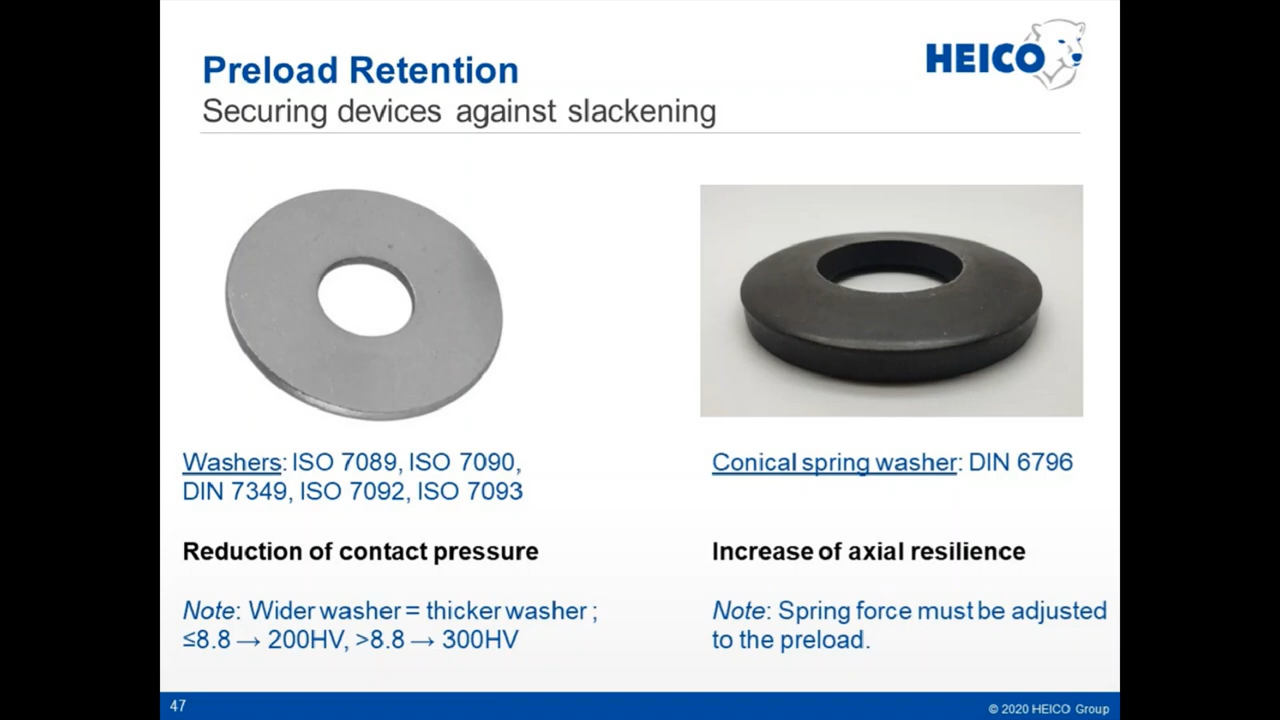 Preload Retention
Securing devices against slackening
HEICO
Washers: ISO 7089, ISO 7090,
DIN 7349, ISO 7092, ISO 7093
Reduction of contact pressure
Note: Wider washer = thicker washer ;
≤8.8 → 200HV, >8.8 → 300HV
Conical spring washer: DIN 6796
Increase of axial resilience
Note: Spring force must be adjusted
to the preload.
47
© 2020 HEICO Group